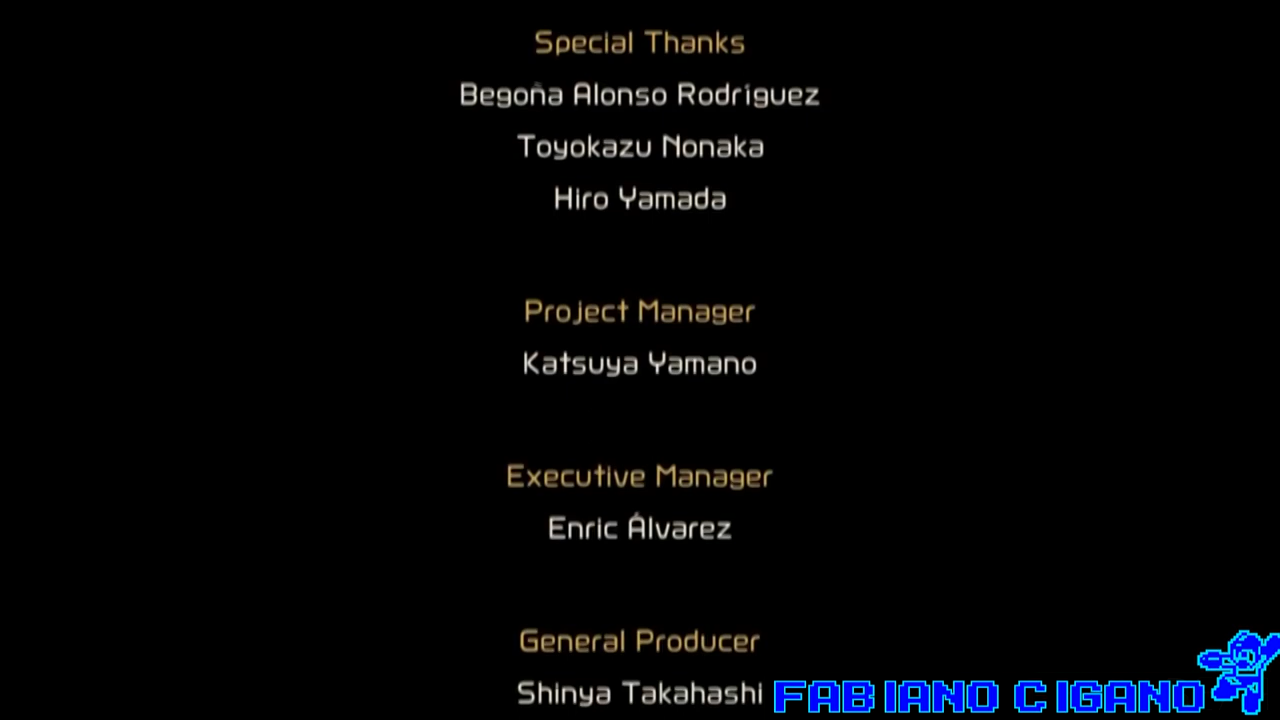 Special Thanks
Begoña Alonso Rodríguez
Toyokazu Nonaka
Hiro Yamada
Project Manager
Katsuya Yamano
Executive Manager
Enric Álvarez
General Producer
Shinya Takahashi
FABIANO CIGANO